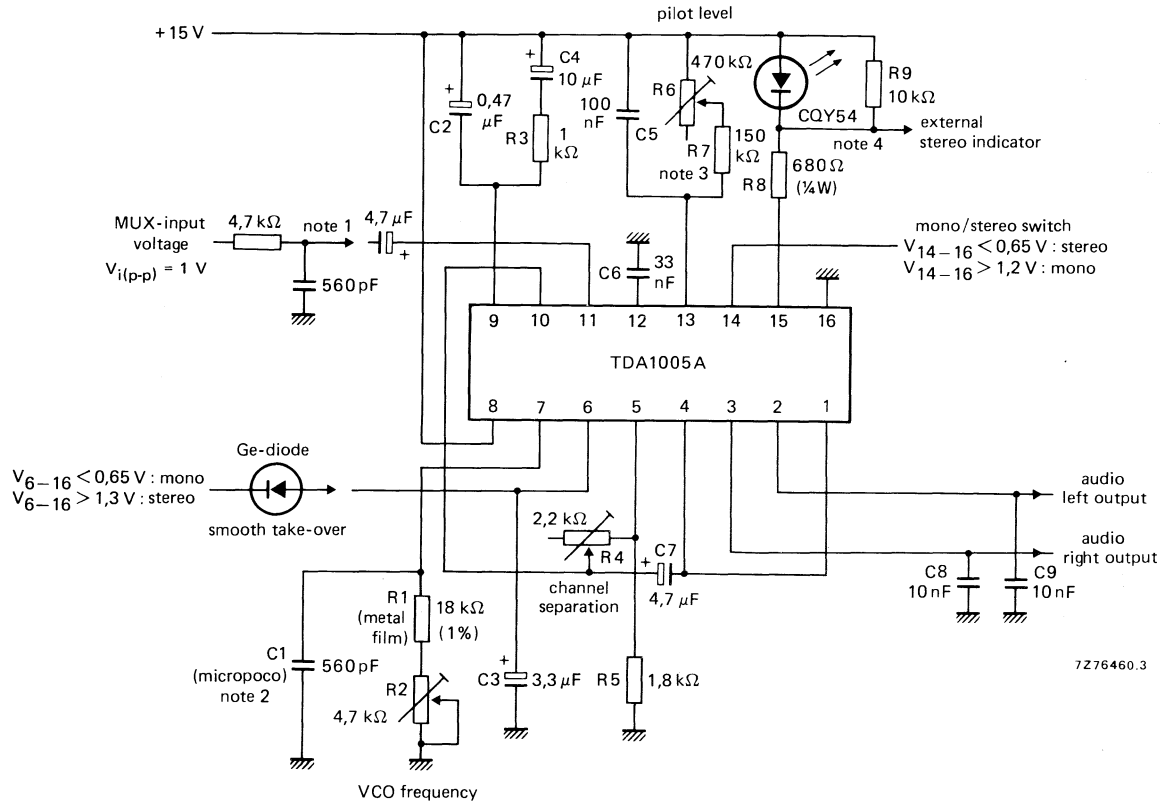 pilot level
+15 V
C4
10 µF
+
+
0,47
µF
C2
R3
1
kΩ
100
nF
C5
470 kΩ
R6
R7
note 3
150
kΩ
CQY54
R9
10 kΩ
note 4
external
stereo indicator
R8
680 Ω
(¼W)
MUX-input
voltage
Vi(p-p) = 1 V
4,7 kΩ
note 1
4,7 µF
+
560 pF
C6
33
nF
mono/stereo switch
V14–16 < 0,65 V : stereo
V14–16 > 1,2 V : mono
9 10 11 12 13 14 15 16
TDA1005A
8 7 6 5 4 3 2 1
Ge-diode
V6–16 < 0,65 V : mono
V6–16 > 1,3 V : stereo
smooth take-over
audio
left output
audio
right output
2,2 kΩ
R4
channel
separation
C7
+
4,7 µF
C8
10 nF
C9
10 nF
R1
(metal
film)
18 kΩ
(1%)
C1
(micropoco)
note 2
560 pF
R2
4,7 kΩ
+
C3
3,3 µF
R5
1,8 kΩ
7Z76460.3
VCO frequency